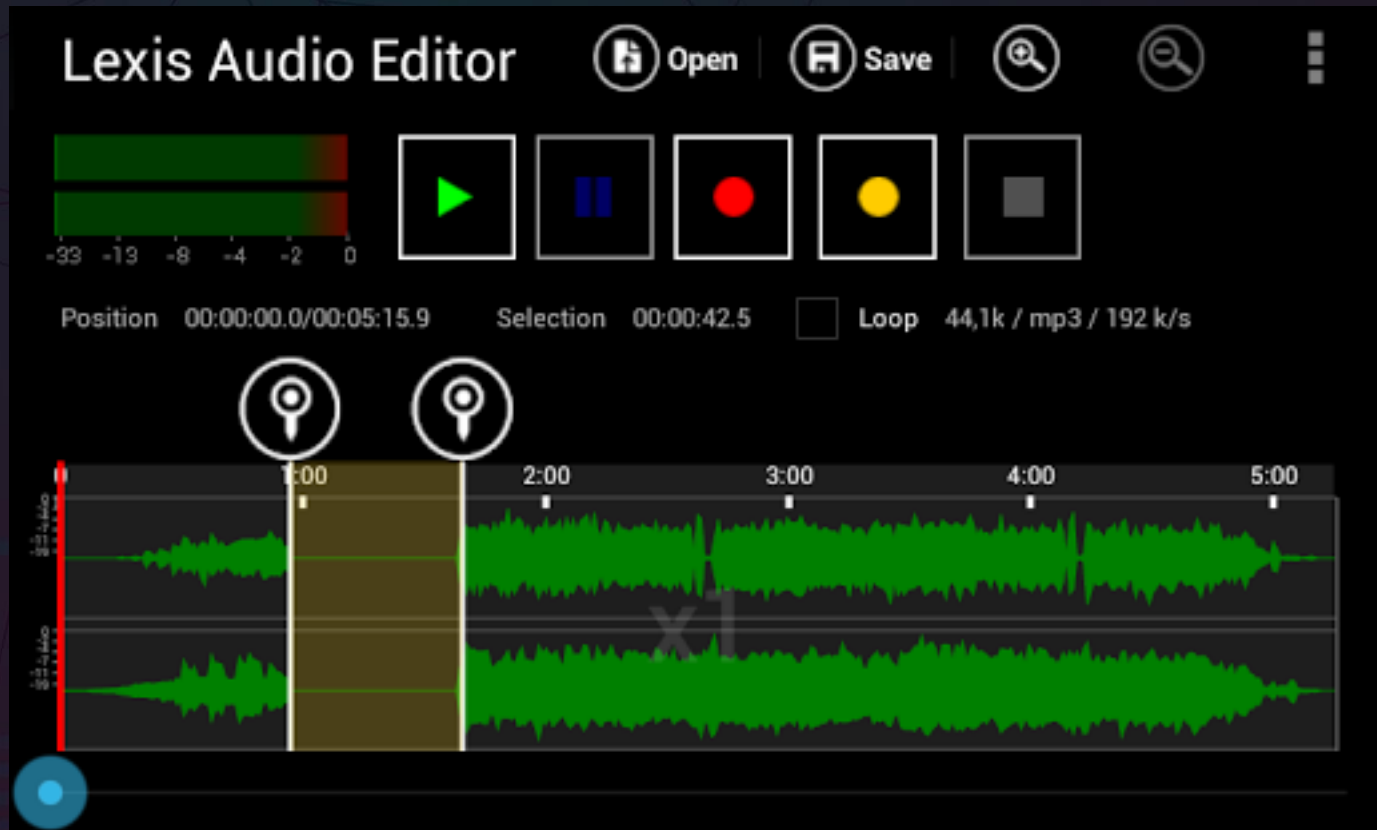 Lexis Audio Editor Open Save
-33 -13 -8 -4 -2 0
Position 00:00:00.0/00:05:15.9 Selection 00:00:42.5 Loop 44,1k / mp3 / 192 k/s
0 1:00 2:00 3:00 4:00 5:00
x1